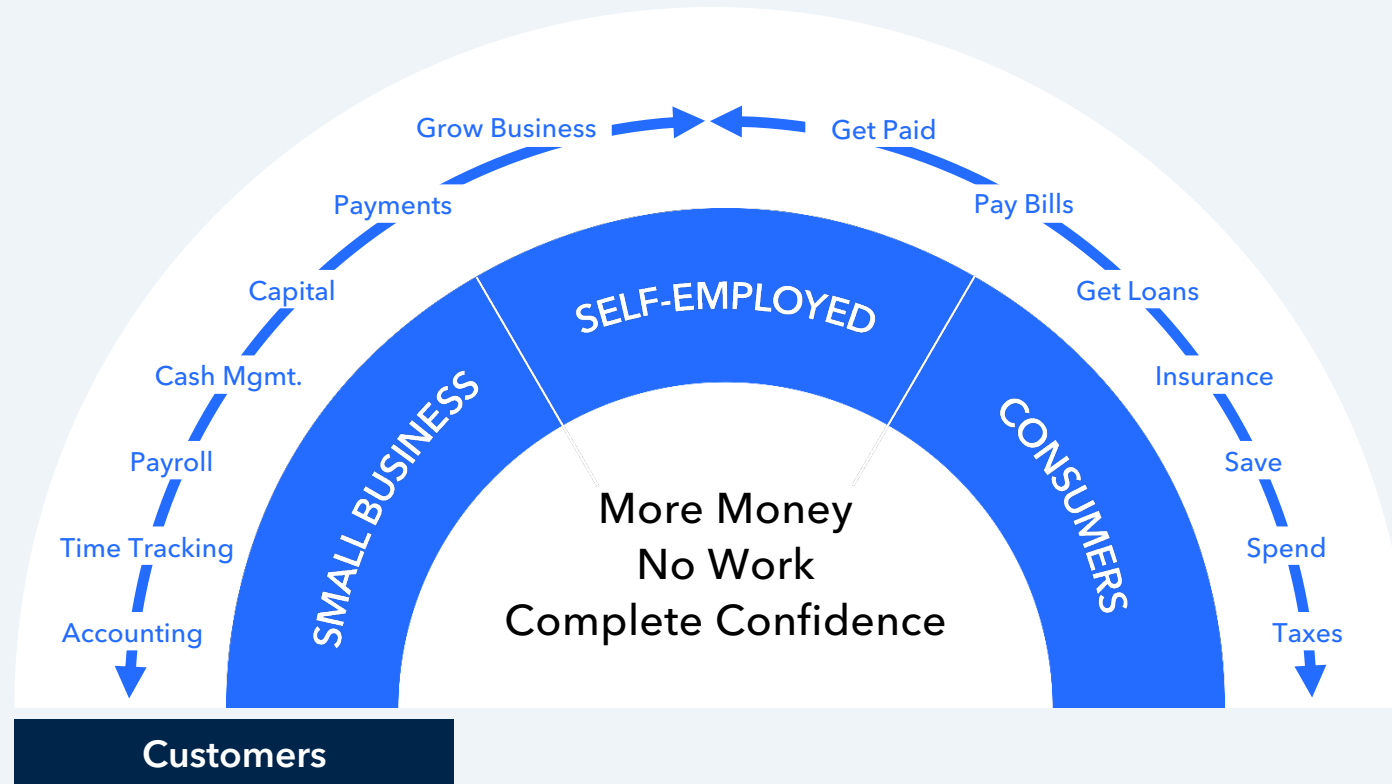 Grow Business
Get Paid
Payments
Pay Bills
Capital
Get Loans
Cash Mgmt.
Insurance
Payroll
Save
Time Tracking
Spend
Accounting
Taxes
SMALL BUSINESS
SELF-EMPLOYED
CONSUMERS
More Money
No Work
Complete Confidence
Customers